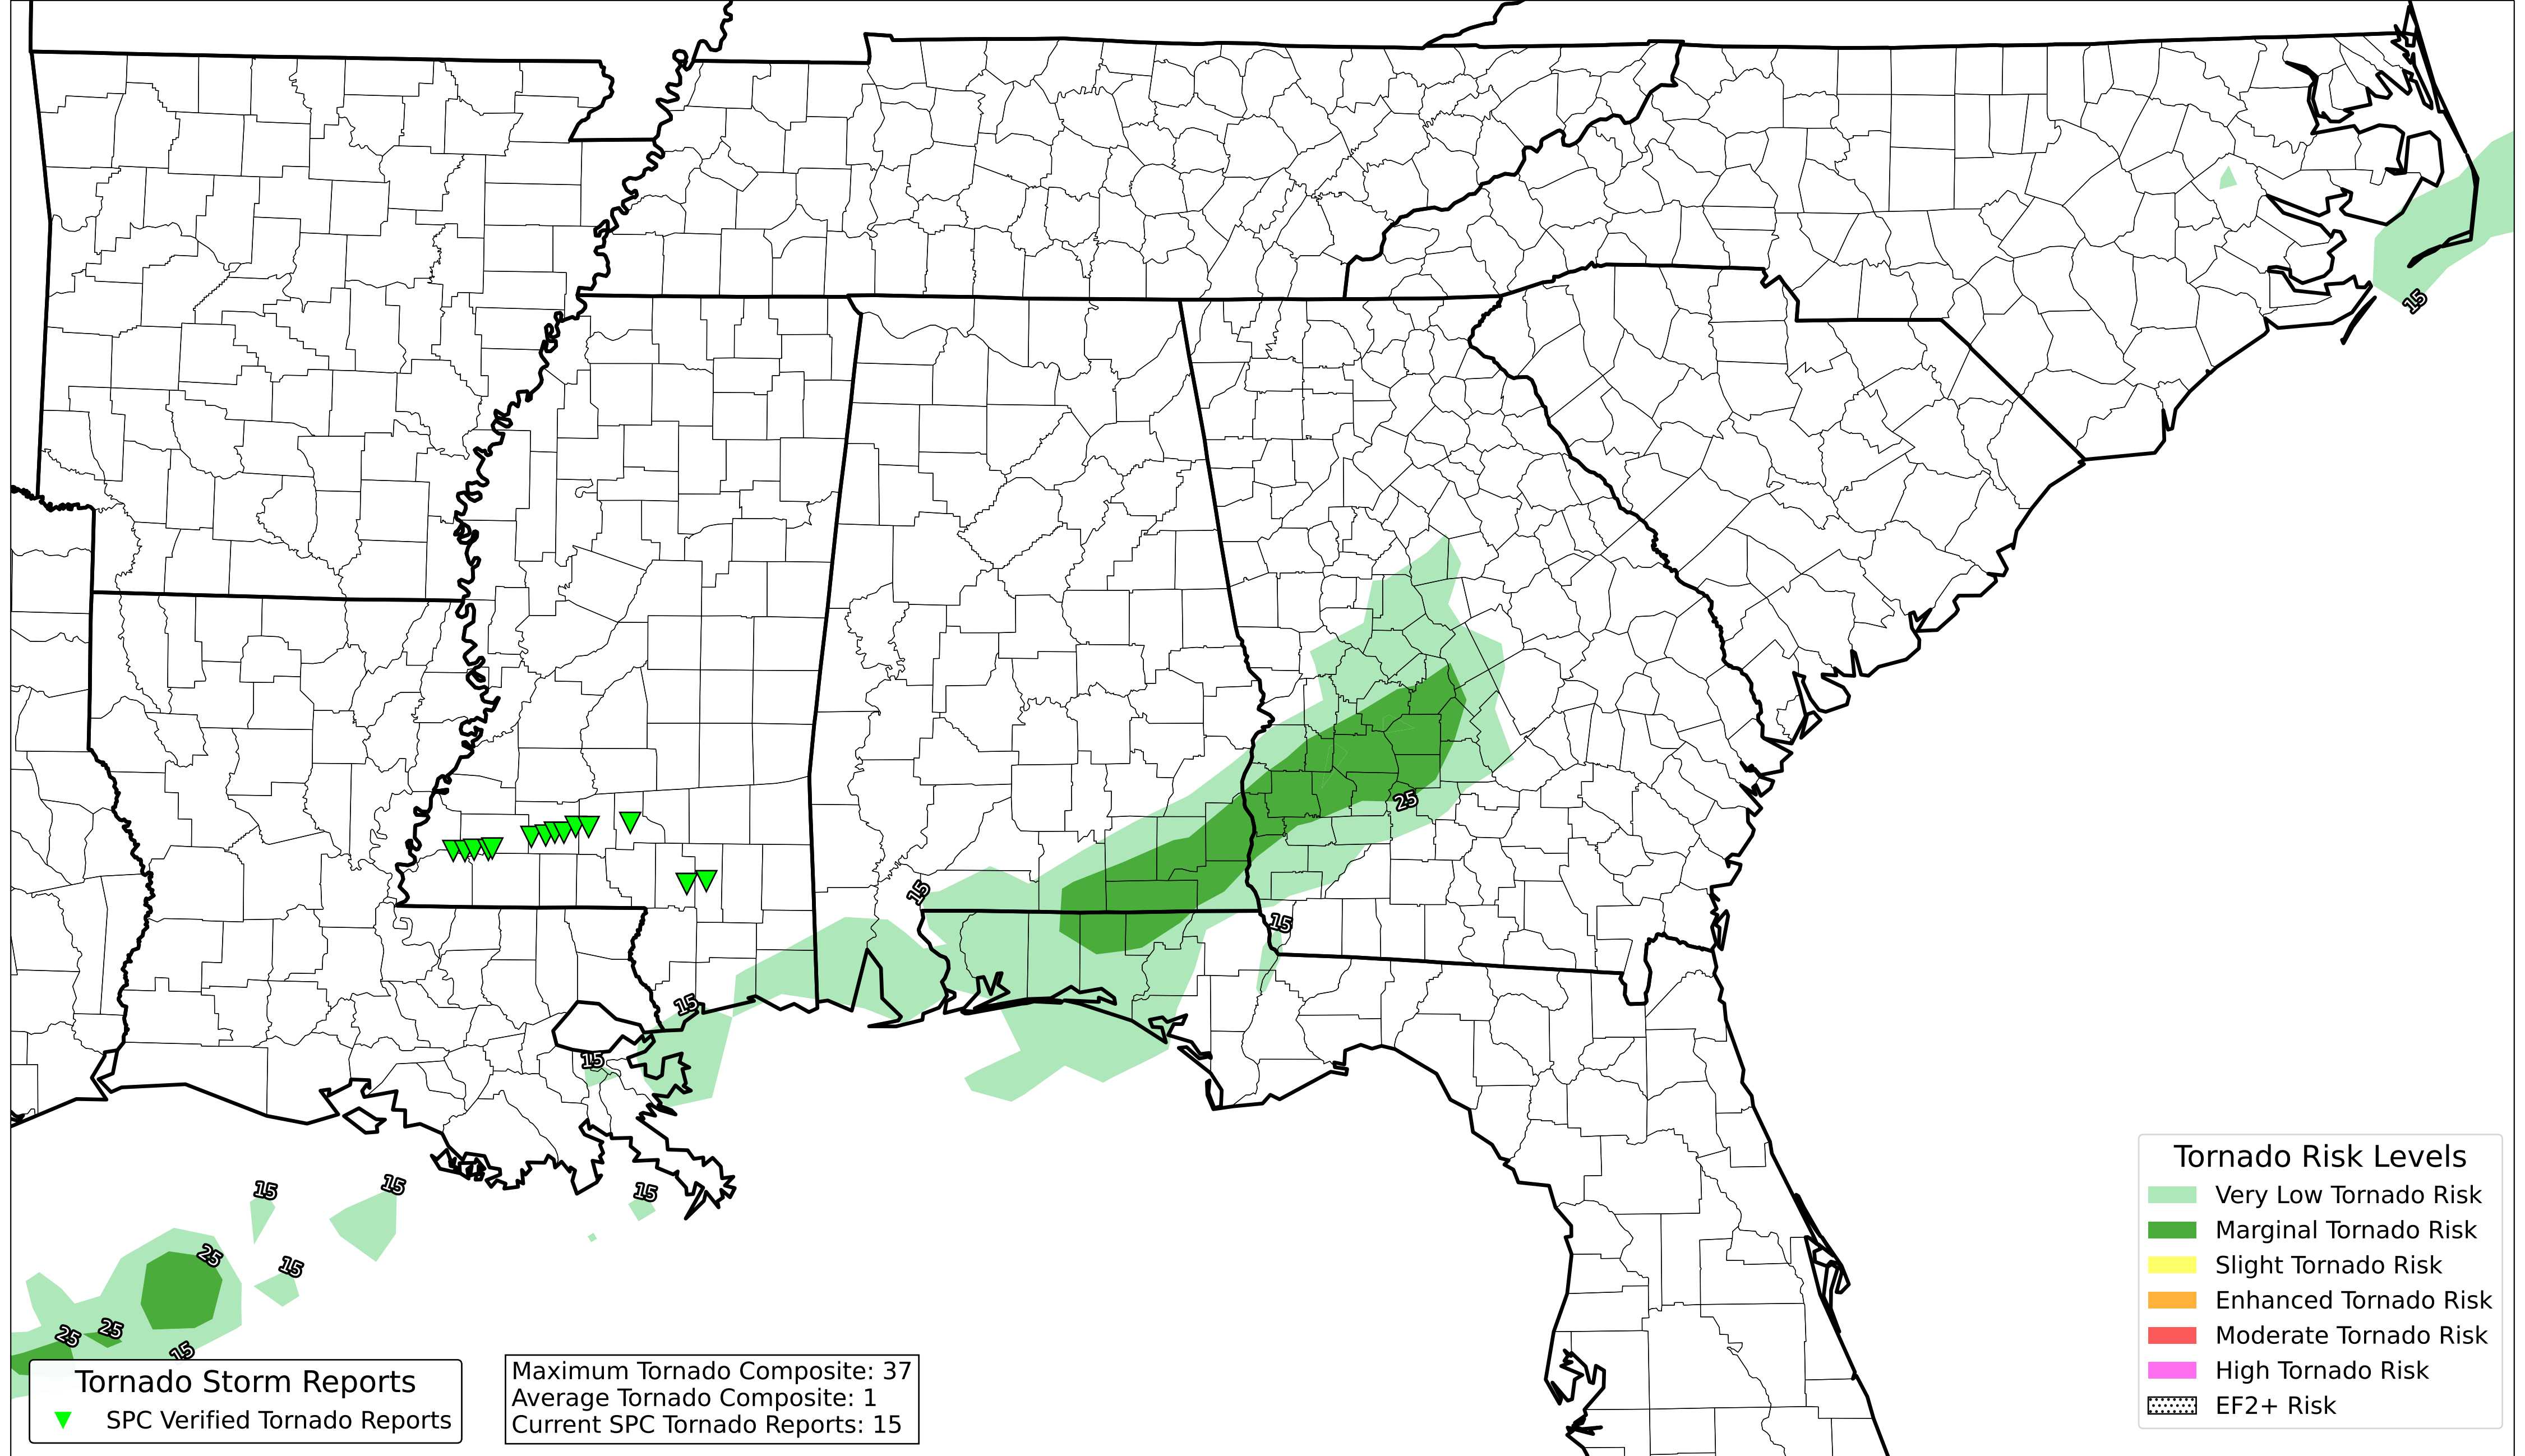 15
25
15
15
15
15
15
15
15
25
15
25
25
15
Tornado Storm Reports
SPC Verified Tornado Reports
Maximum Tornado Composite: 37
Average Tornado Composite: 1
Current SPC Tornado Reports: 15
Tornado Risk Levels
Very Low Tornado Risk
Marginal Tornado Risk
Slight Tornado Risk
Enhanced Tornado Risk
Moderate Tornado Risk
High Tornado Risk
EF2+ Risk